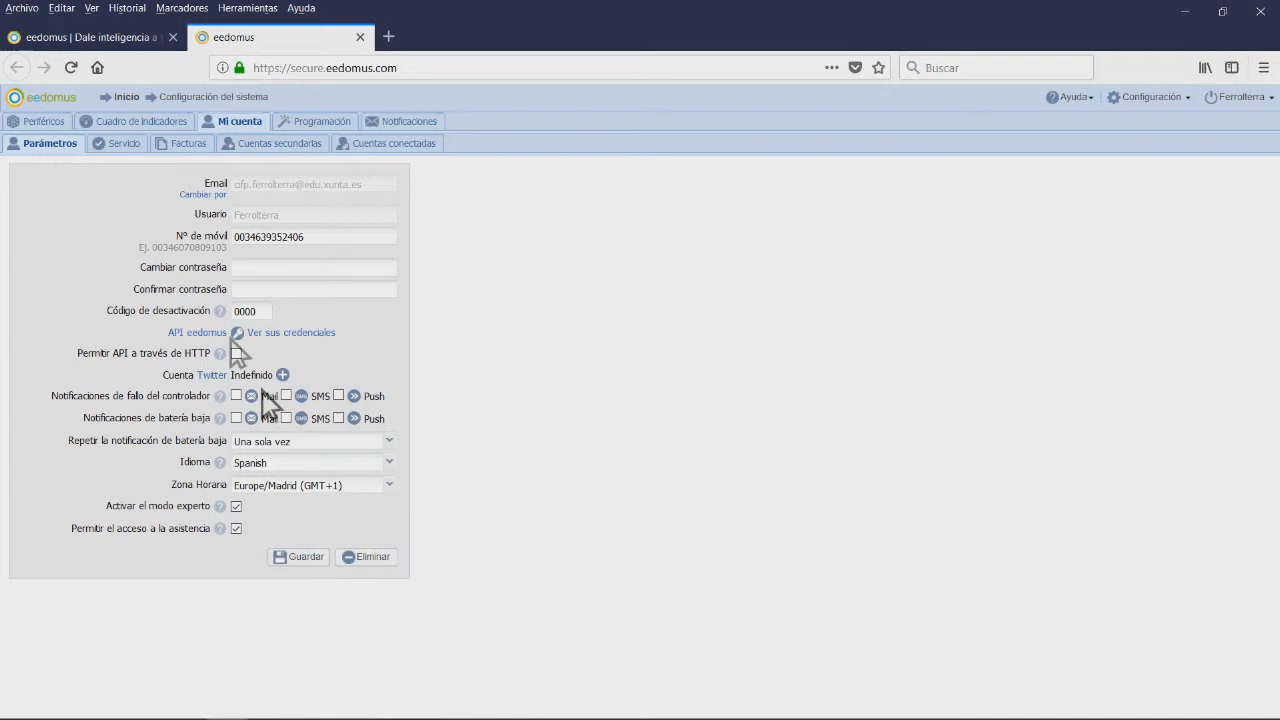 Archivo Editar Ver Historial Marcadores Herramientas Ayuda
eedomus | Dale inteligencia a
eedomus
https://secure.eedomus.com
Buscar
eedomus Inicio Configuración del sistema Ayuda Configuración Ferrolterra
Periféricos Cuadro de indicadores Mi cuenta Programación Notificaciones
Parámetros Servicio Facturas Cuentas secundarias Cuentas conectadas
Email cifp.ferrolterra@edu.xunta.es
Cambiar por
Usuario Ferrolterra
Nº de móvil 0034639352406
Ej. 00346070809103
Cambiar contraseña
Confirmar contraseña
Código de desactivación 0000
API eedomus Ver sus credenciales
Permitir API a través de HTTP
Cuenta Twitter Indefinido
Notificaciones de fallo del controlador Mail SMS Push
Notificaciones de batería baja Mail SMS Push
Repetir la notificación de batería baja Una sola vez
Idioma Spanish
Zona Horaria Europe/Madrid (GMT+1)
Activar el modo experto
Permitir el acceso a la asistencia
Guardar Eliminar